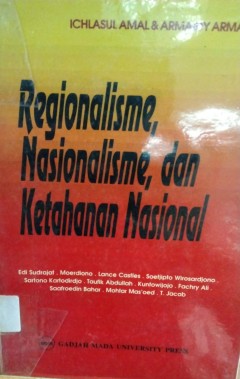 ICHLASUL AMAL & ARMAIDY ARMA
Regionalisme,
Nasionalisme, dan
Ketahanan Nasional
Edi Sudrajat . Moerdiono . Lance Castles . Soetjipto Wirosardjono .
Sartono Kartodirdjo . Taufik Abdullah . Kuntowijoyo . Fachry Ali .
Saafroedin Bahar . Mohtar Mas'oed . T. Jacob
GADJAH MADA UNIVERSITY PRESS